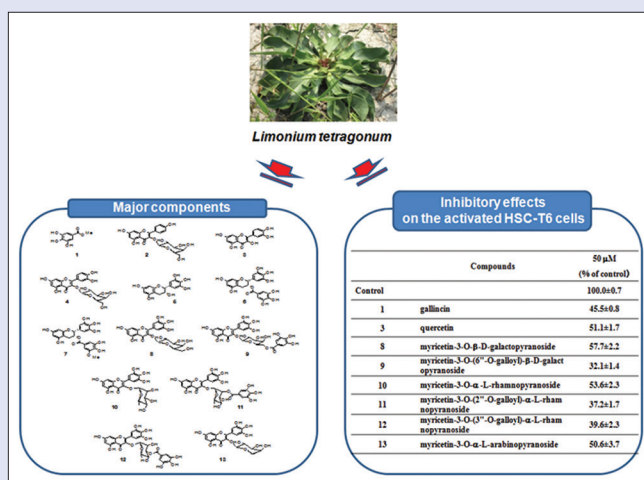 Limonium tetragonum
Major components
1
2
3
4
5
6
7
8
9
10
11
12
13
Inhibitory effects
on the activated HSC-T6 cells
Compounds
50 µM
(% of control)
Control 100.0±0.7
1 gallincin 45.5±0.8
3 quercetin 51.1±1.7
8 myricetin-3-O-β-D-galactopyranoside 57.7±2.2
9 myricetin-3-O-(6"-O-galloyl)-β-D-galact
opyranoside 32.1±1.4
10 myricetin-3-O-α -L-rhamnopyranoside 53.6±2.3
11 myricetin-3-O-(2"-O-galloyl)-α-L-rham
nopyranoside 37.2±1.7
12 myricetin-3-O-(3"-O-galloyl)-α-L-rham
nopyranoside 39.6±2.3
13 myricetin-3-O-α-L-arabinopyranoside 50.6±3.7